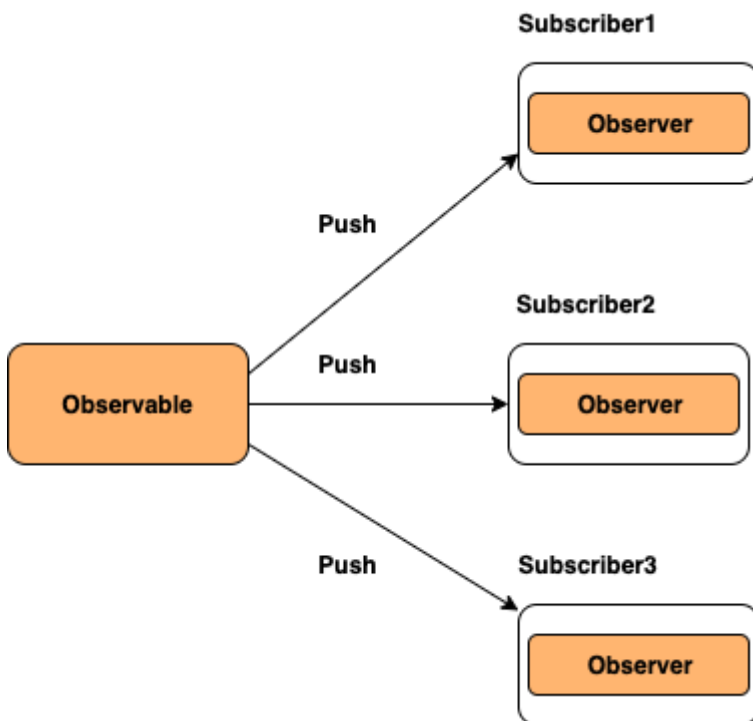 Subscriber1
Observer
Push
Subscriber2
Push
Observable
Observer
Push
Subscriber3
Observer